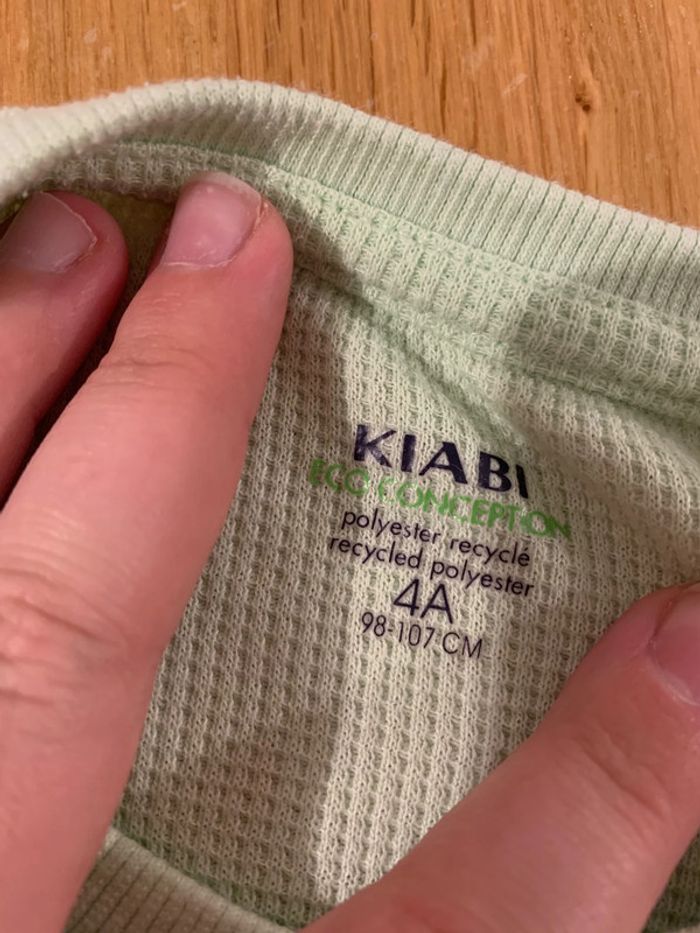 KIABI
ECO CONCEPTION
polyester recyclé
recycled polyester
4A
98-107 CM